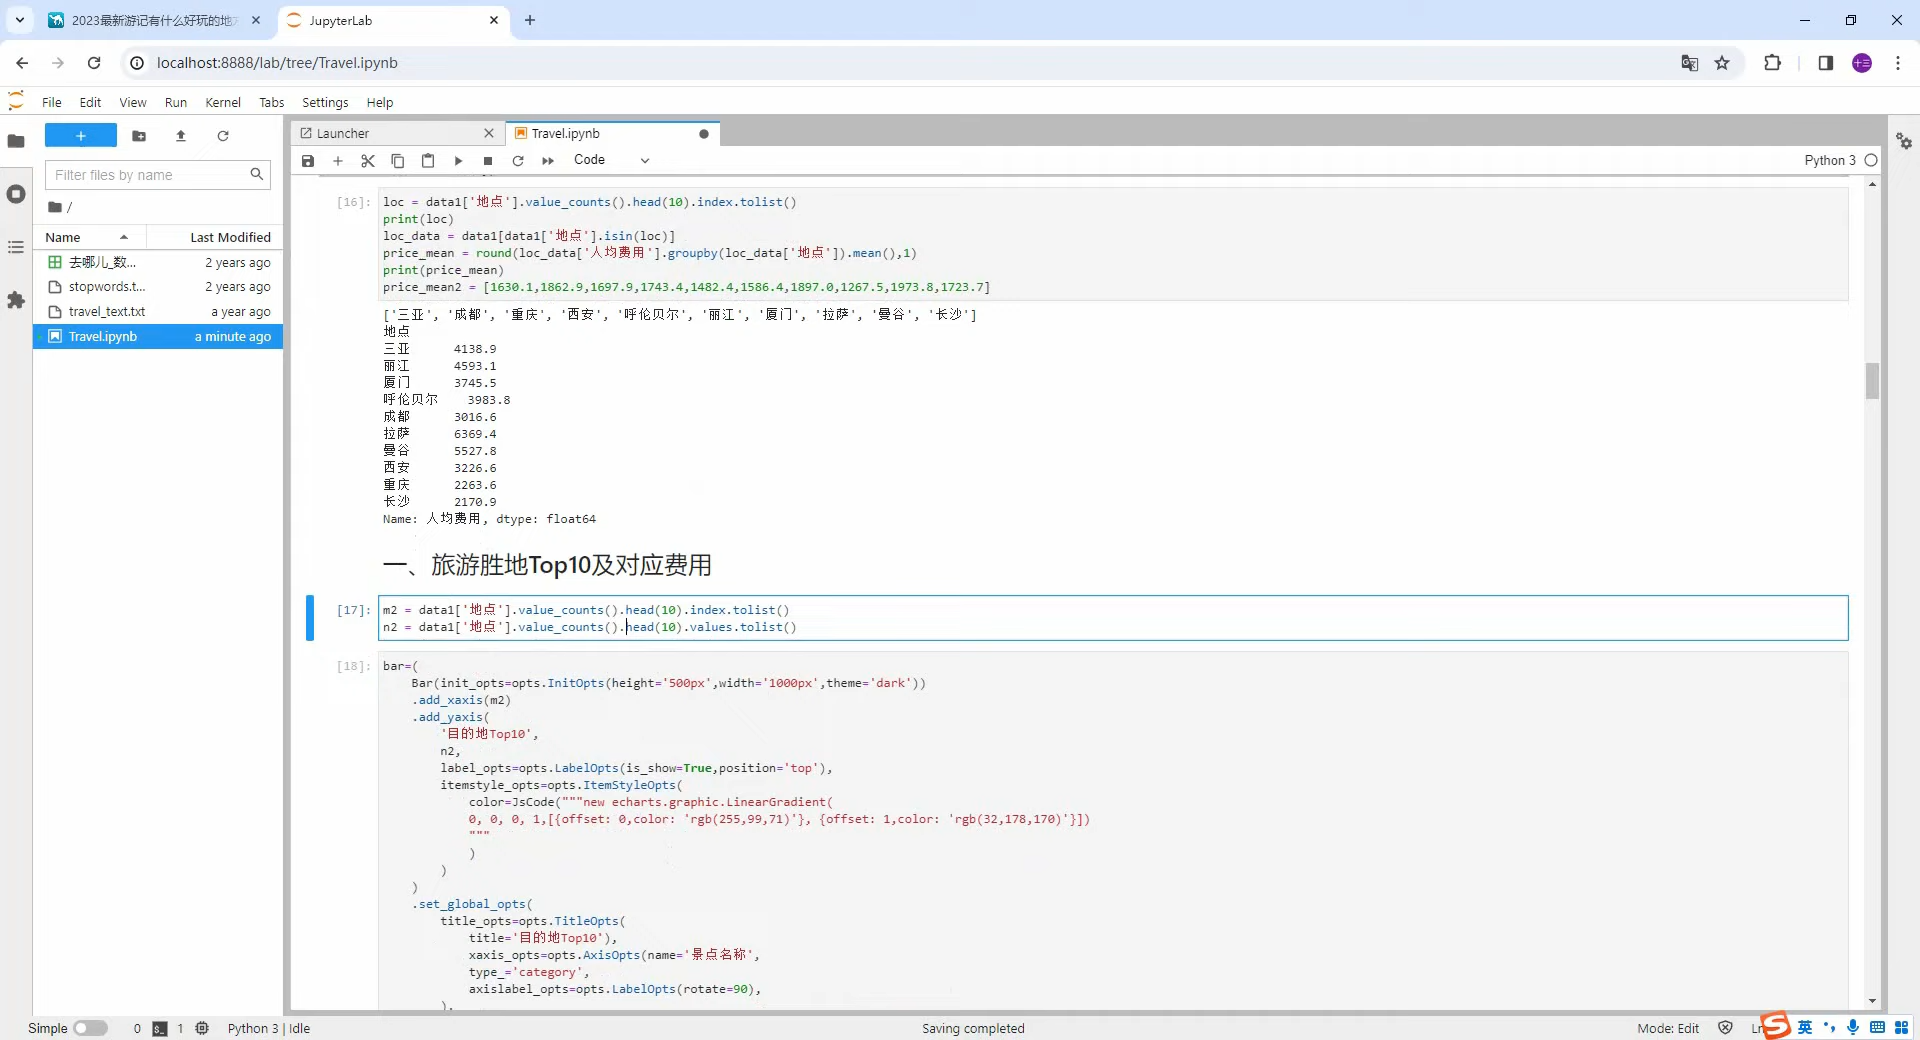 2023最新游记有什么好玩的地方
JupyterLab
localhost:8888/lab/tree/Travel.ipynb
File Edit View Run Kernel Tabs Settings Help
Launcher
Travel.ipynb
Filter files by name
Code
Python 3
/
Name Last Modified
去哪儿_数... 2 years ago
stopwords.t... 2 years ago
travel_text.txt a year ago
Travel.ipynb a minute ago
[16]: loc = data1['地点'].value_counts().head(10).index.tolist()
print(loc)
loc_data = data1[data1['地点'].isin(loc)]
price_mean = round(loc_data['人均费用'].groupby(loc_data['地点']).mean(),1)
print(price_mean)
price_mean2 = [1630.1,1862.9,1697.9,1743.4,1482.4,1586.4,1897.0,1267.5,1973.8,1723.7]
['三亚', '成都', '重庆', '西安', '呼伦贝尔', '丽江', '厦门', '拉萨', '曼谷', '长沙']
地点
三亚 4138.9
丽江 4593.1
厦门 3745.5
呼伦贝尔 3983.8
成都 3016.6
拉萨 6369.4
曼谷 5527.8
西安 3226.6
重庆 2263.6
长沙 2170.9
Name: 人均费用, dtype: float64
一、旅游胜地Top10及对应费用
[17]: m2 = data1['地点'].value_counts().head(10).index.tolist()
n2 = data1['地点'].value_counts().head(10).values.tolist()
[18]: bar=(
Bar(init_opts=opts.InitOpts(height='500px',width='1000px',theme='dark'))
.add_xaxis(m2)
.add_yaxis(
'目的地Top10',
n2,
label_opts=opts.LabelOpts(is_show=True,position='top'),
itemstyle_opts=opts.ItemStyleOpts(
color=JsCode("""new echarts.graphic.LinearGradient(
0, 0, 0, 1,[{offset: 0,color: 'rgb(255,99,71)'}, {offset: 1,color: 'rgb(32,178,170)'}])
"""
)
)
)
.set_global_opts(
title_opts=opts.TitleOpts(
title='目的地Top10'),
xaxis_opts=opts.AxisOpts(name='景点名称',
type_='category',
axislabel_opts=opts.LabelOpts(rotate=90),
),
Simple 0 1 Python 3 | Idle
Saving completed
Mode: Edit
Ln
英